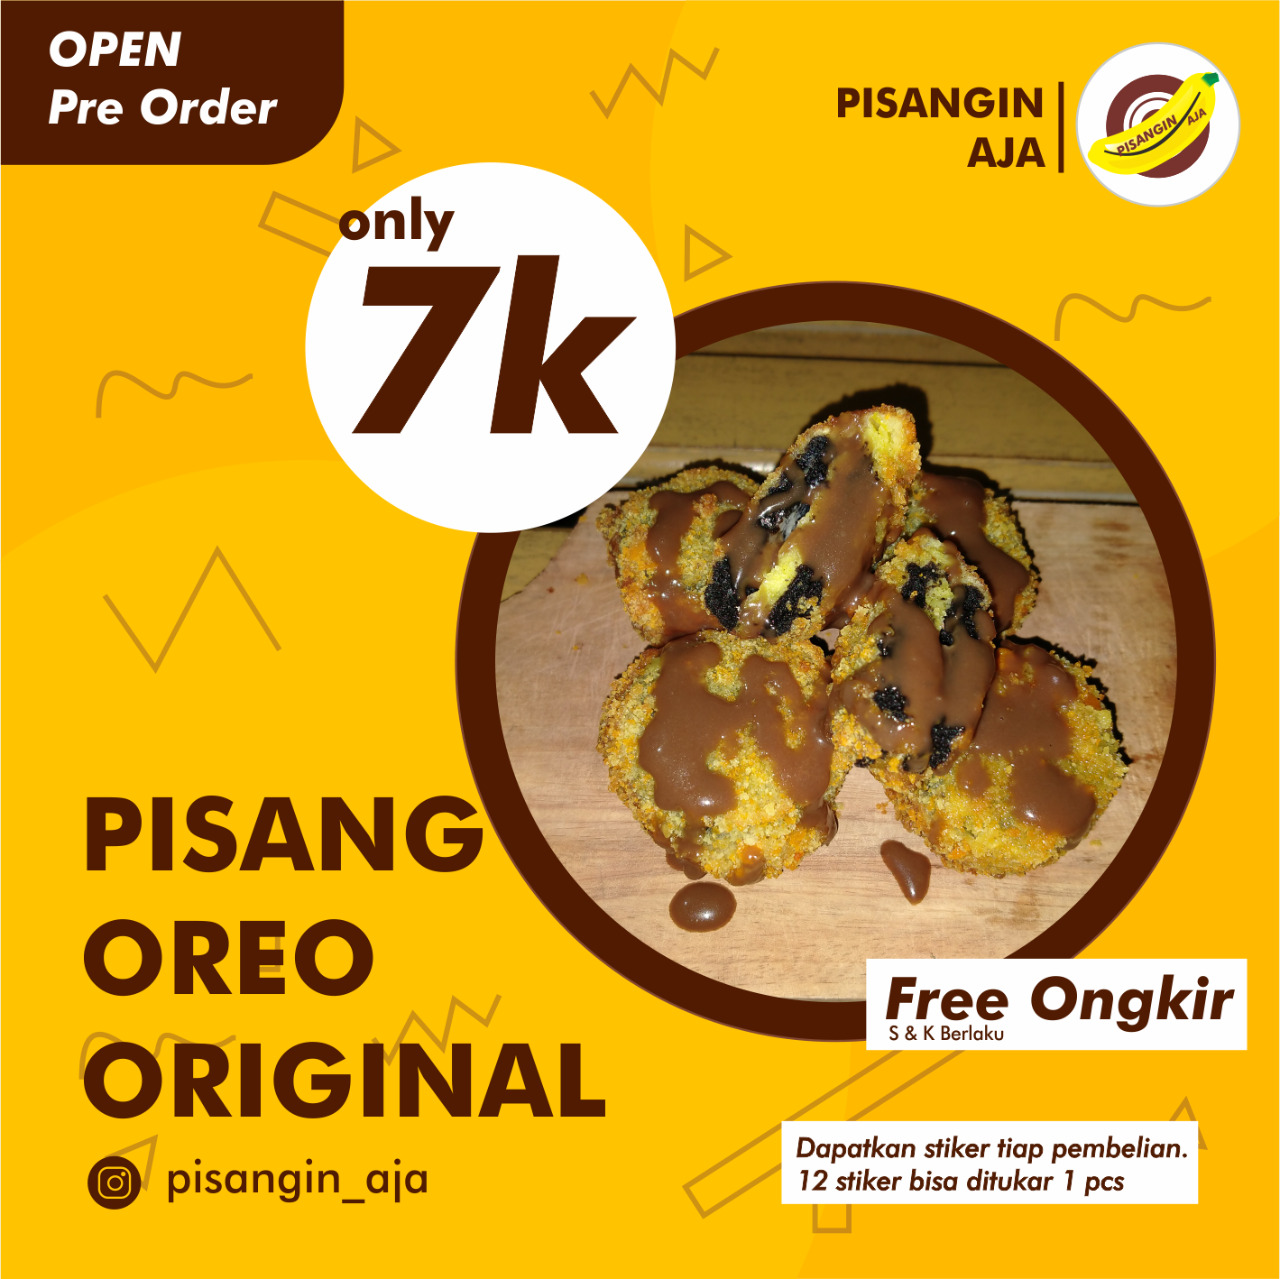 OPEN
Pre Order
PISANGIN
AJA
PISANGIN AJA
only
7k
PISANG
OREO
ORIGINAL
pisangin_aja
Free Ongkir
S & K Berlaku
Dapatkan stiker tiap pembelian.
12 stiker bisa ditukar 1 pcs